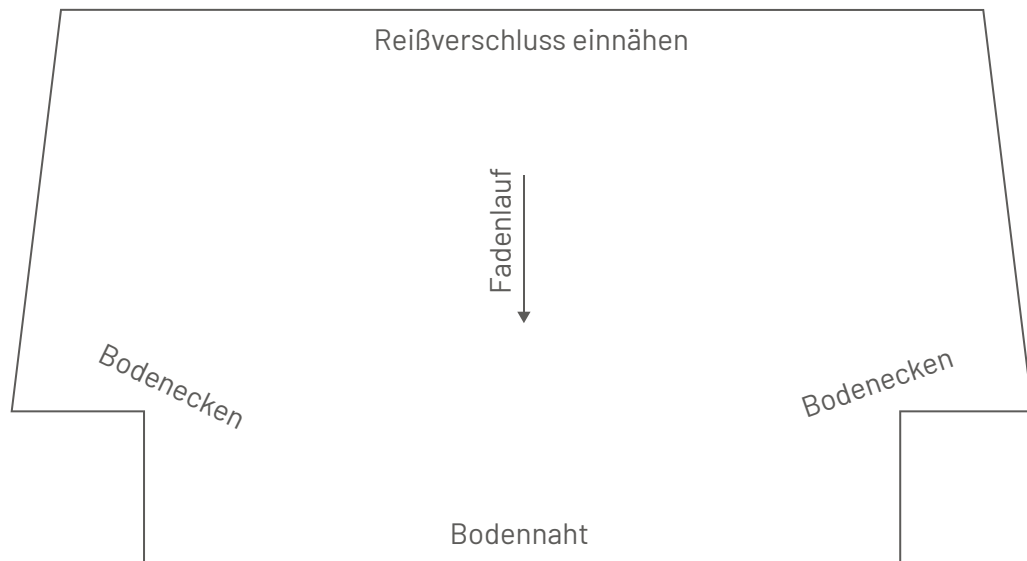 Reißverschluss einnähen
Fadenlauf
Bodenecken
Bodenecken
Bodennaht